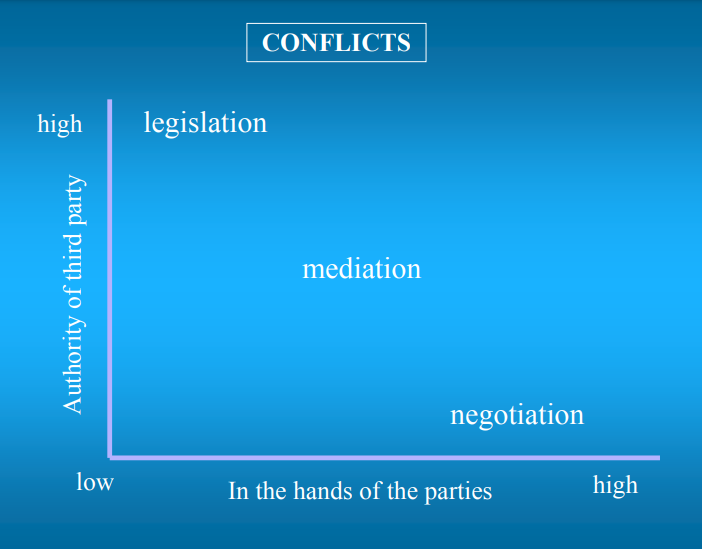 CONFLICTS
high
legislation
Authority of third party
mediation
negotiation
low
In the hands of the parties
high